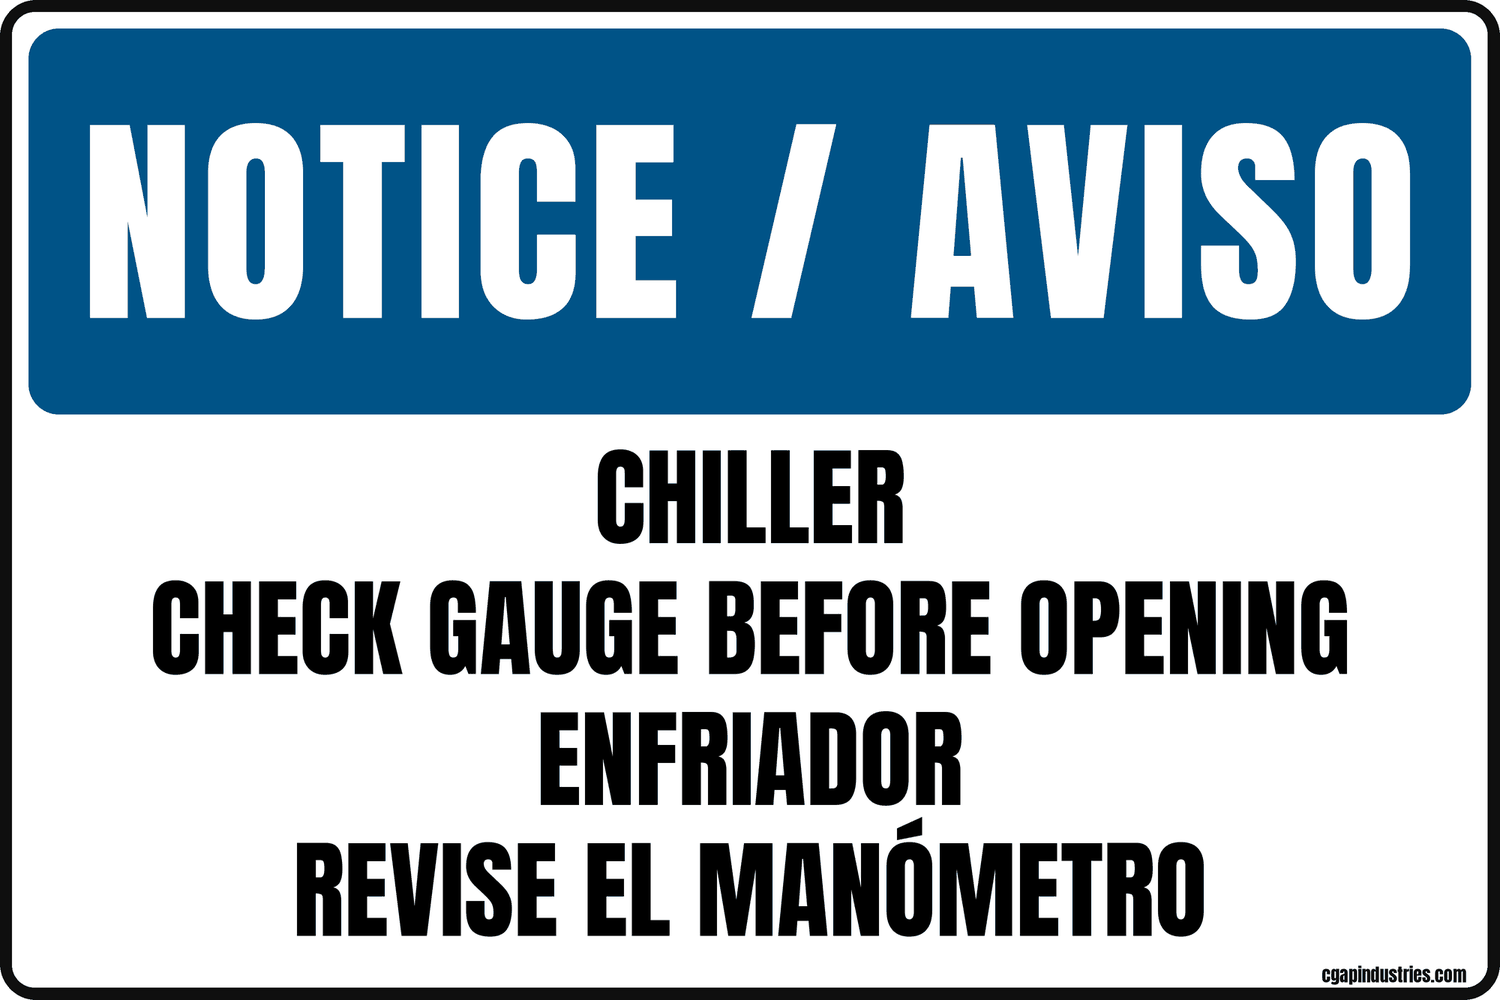 NOTICE / AVISO
CHILLER
CHECK GAUGE BEFORE OPENING
ENFRIADOR
REVISE EL MANÓMETRO
cgapindustries.com